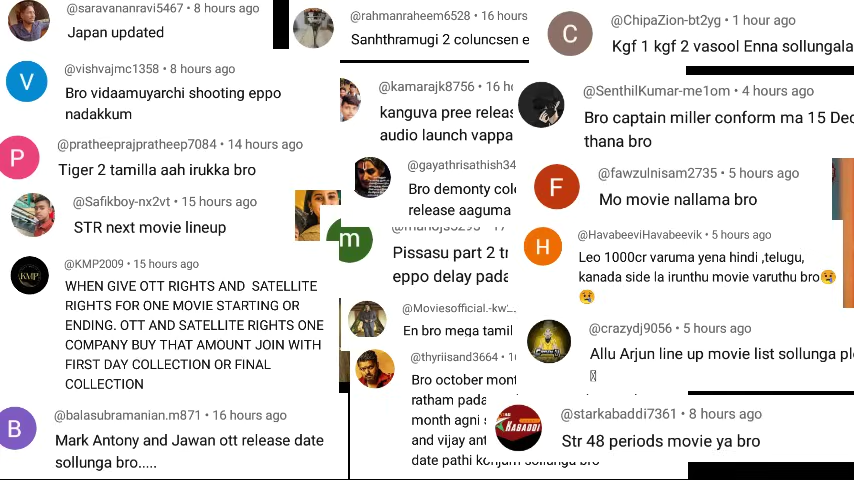 @saravananravi5467 • 8 hours ago
Japan updated
@vishvajmc1358 • 8 hours ago
V
Bro vidaamuyarchi shooting eppo
nadakkum
@pratheeprajpratheep7084 • 14 hours ago
P
Tiger 2 tamilla aah irukka bro
@Safikboy-nx2vt • 15 hours ago
STR next movie lineup
@KMP2009 • 15 hours ago
KMP
WHEN GIVE OTT RIGHTS AND SATELLITE
RIGHTS FOR ONE MOVIE STARTING OR
ENDING. OTT AND SATELLITE RIGHTS ONE
COMPANY BUY THAT AMOUNT JOIN WITH
FIRST DAY COLLECTION OR FINAL
COLLECTION
@balasubramanian.m871 • 16 hours ago
B
Mark Antony and Jawan ott release date
sollunga bro.....
@rahmanraheem6528 • 16 hours
Sanhthramugi 2 coluncsen e
@kamarajk8756 • 16 h
kanguva pree releas
audio launch vappa
@gayathrisathish34
Bro demonty col
release aaguma
m
Pissasu part 2 tr
eppo delay pada
@Moviesofficial.-kw
En bro mega tamil
@thyriisand3664 • 1
Bro october mont
ratham pada
month agni s
and vijay ant
date pathi konjum sollunga bro
@ChipaZion-bt2yg • 1 hour ago
C
Kgf 1 kgf 2 vasool Enna sollungala
@SenthilKumar-me1om • 4 hours ago
Bro captain miller conform ma 15 Dec
thana bro
@fawzulnisam2735 • 5 hours ago
F
Mo movie nallama bro
@HavabeeviHavabeevik • 5 hours ago
H
Leo 1000cr varuma yena hindi ,telugu,
kanada side la irunthu movie varuthu bro😢
😢
@crazydj9056 • 5 hours ago
Allu Arjun line up movie list sollunga pl
@starkabaddi7361 • 8 hours ago
KABADDI
Str 48 periods movie ya bro